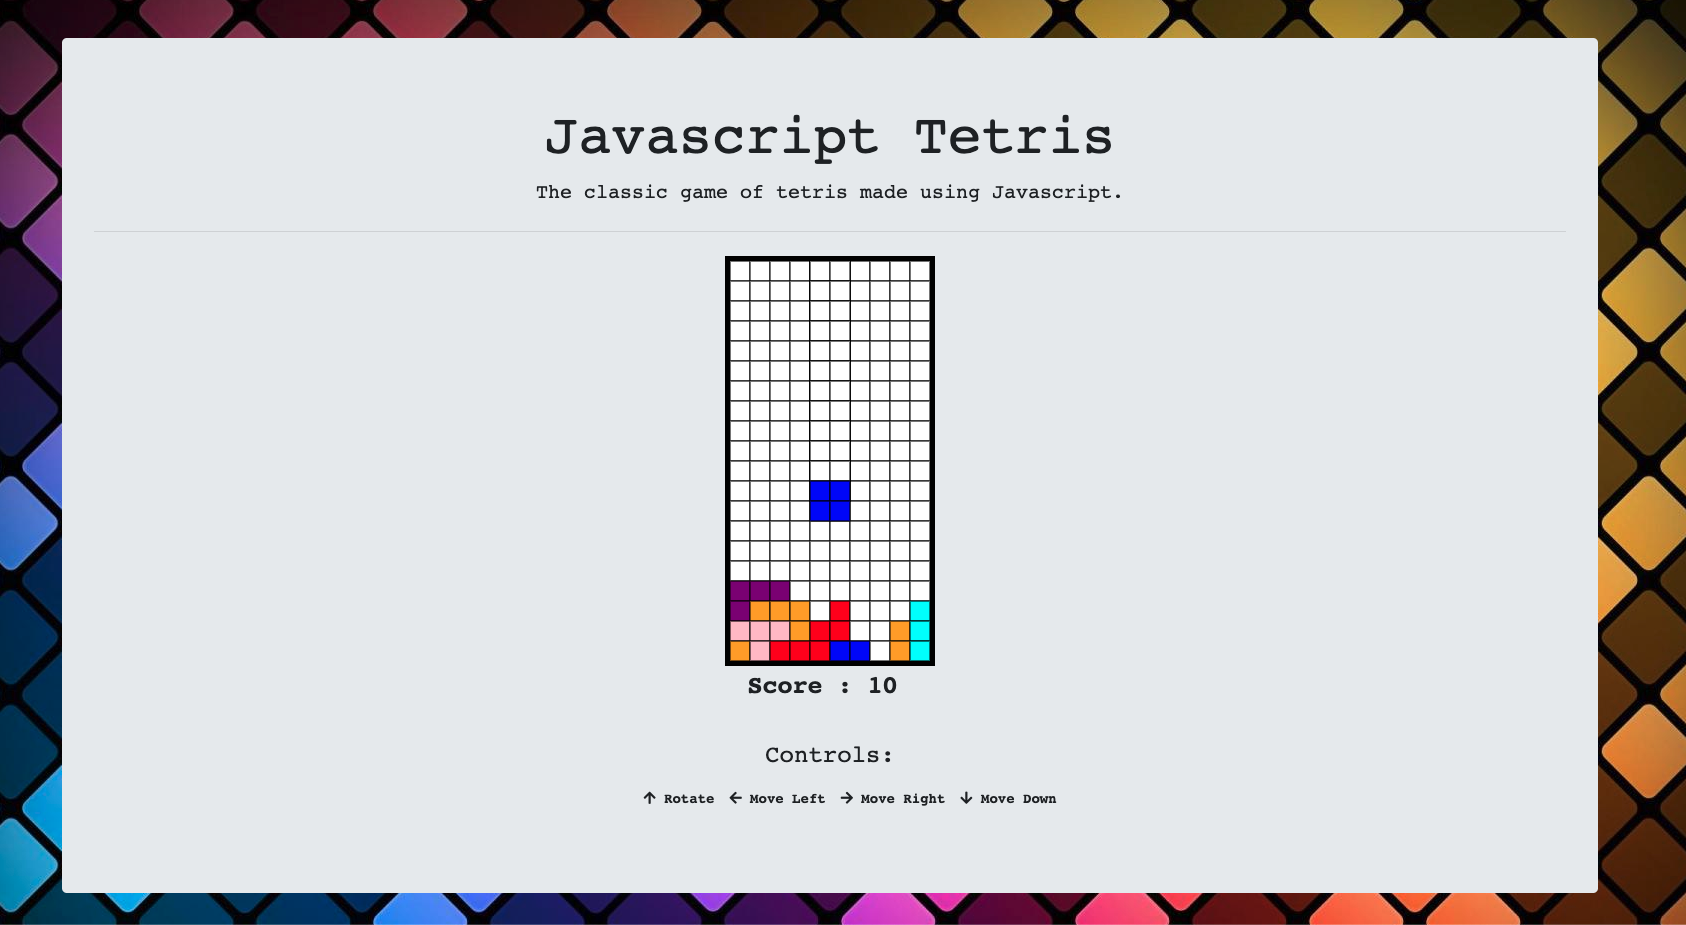 Javascript Tetris
The classic game of tetris made using Javascript.
Score : 10
Controls:
↑ Rotate ← Move Left → Move Right ↓ Move Down